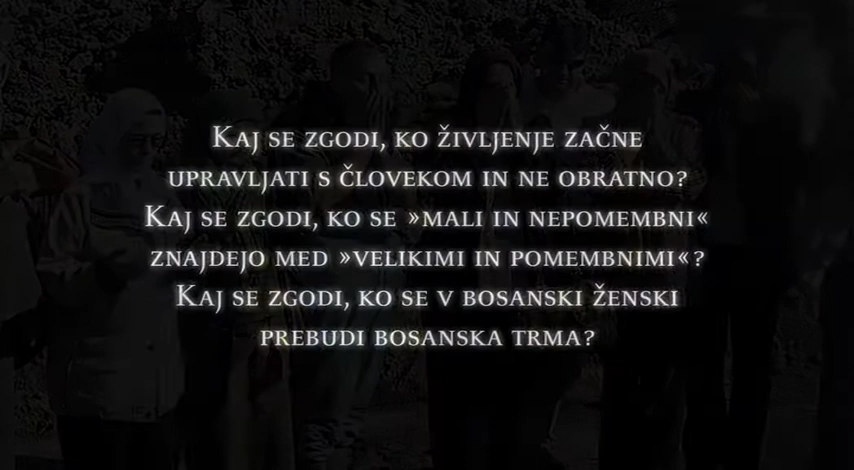 Kaj se zgodi, ko življenje začne
upravljati s človekom in ne obratno?
Kaj se zgodi, ko se »mali in nepomembni«
znajdejo med »velikimi in pomembnimi«?
Kaj se zgodi, ko se v bosanski ženski
prebudi bosanska trma?